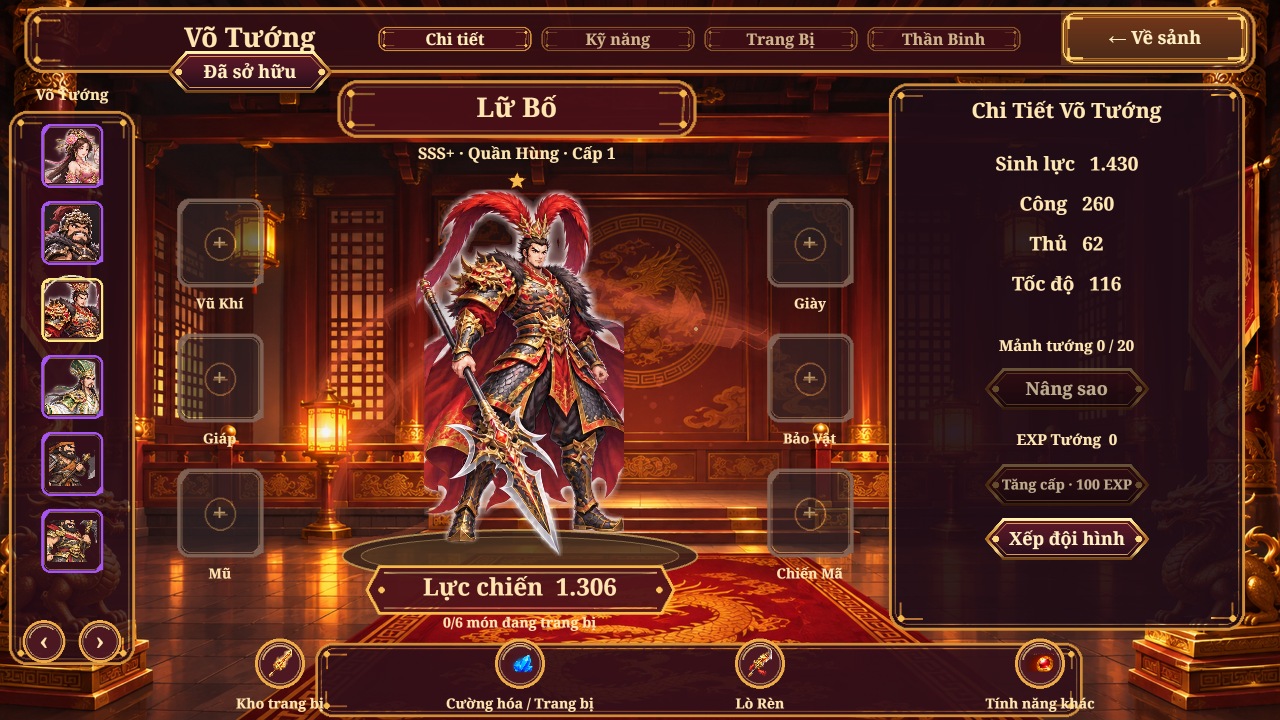 Võ Tướng
Đã sở hữu
Chi tiết
Kỹ năng
Trang Bị
Thần Binh
← Về sảnh
Võ Tướng
Lữ Bố
SSS+ · Quần Hùng · Cấp 1
Vũ Khí
Giáp
Mũ
Giày
Bảo Vật
Chiến Mã
Lực chiến 1.306
0/6 món đang trang bị
Chi Tiết Võ Tướng
Sinh lực 1.430
Công 260
Thủ 62
Tốc độ 116
Mảnh tướng 0 / 20
Nâng sao
EXP Tướng 0
Tăng cấp · 100 EXP
Xếp đội hình
‹ ›
Kho trang bị
Cường hóa / Trang bị
Lò Rèn
Tính năng khác